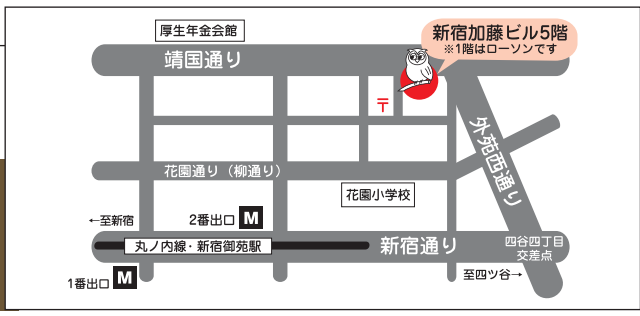 厚生年金会館
新宿加藤ビル5階
※1階はローソンです
靖国通り
〒
外苑西通り
花園通り（柳通り）
花園小学校
←至新宿
2番出口 M
丸ノ内線・新宿御苑駅
新宿通り
四谷四丁目
交差点
1番出口 M
至四ツ谷→